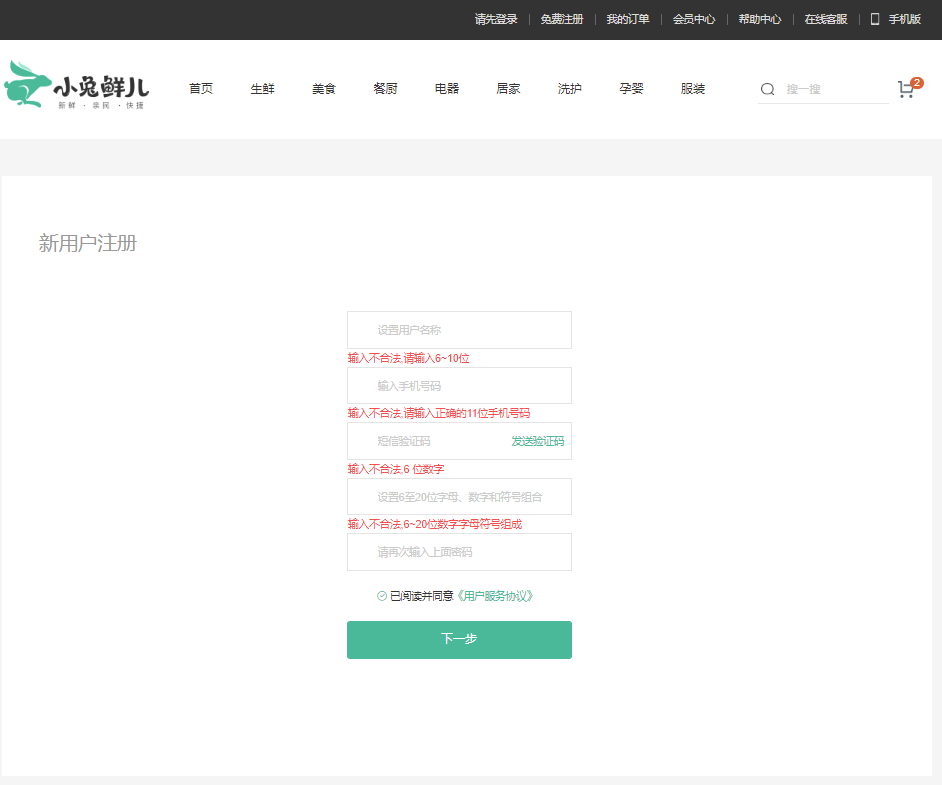 请先登录 免费注册 我的订单 会员中心 帮助中心 在线客服 手机版
小兔鲜儿
新鲜·亲民·快捷
首页 生鲜 美食 餐厨 电器 居家 洗护 孕婴 服装 搜一搜 2
新用户注册
设置用户名称
输入不合法,请输入6~10位
输入手机号码
输入不合法,请输入正确的11位手机号码
短信验证码 发送验证码
输入不合法,6 位数字
设置6至20位字母、数字和符号组合
输入不合法,6~20位数字字母符号组成
请再次输入上面密码
已阅读并同意《用户服务协议》
下一步